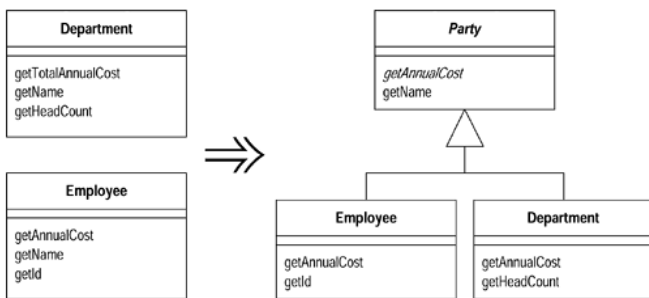 Department
getTotalAnnualCost
getName
getHeadCount
Employee
getAnnualCost
getName
getId
Party
getAnnualCost
getName
Employee
getAnnualCost
getId
Department
getAnnualCost
getHeadCount